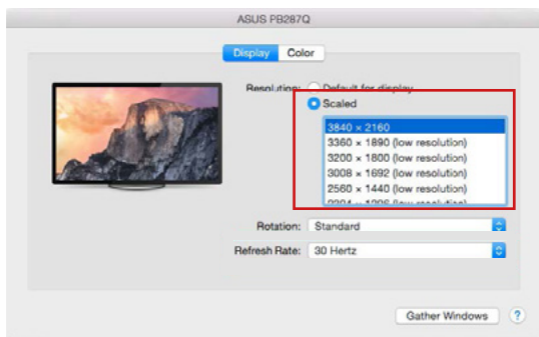 ASUS PB287Q
Display Color
Resolution: Default for display
Scaled
3840 × 2160
3360 × 1890 (low resolution)
3200 × 1800 (low resolution)
3008 × 1692 (low resolution)
2560 × 1440 (low resolution)
Rotation: Standard
Refresh Rate: 30 Hertz
Gather Windows ?